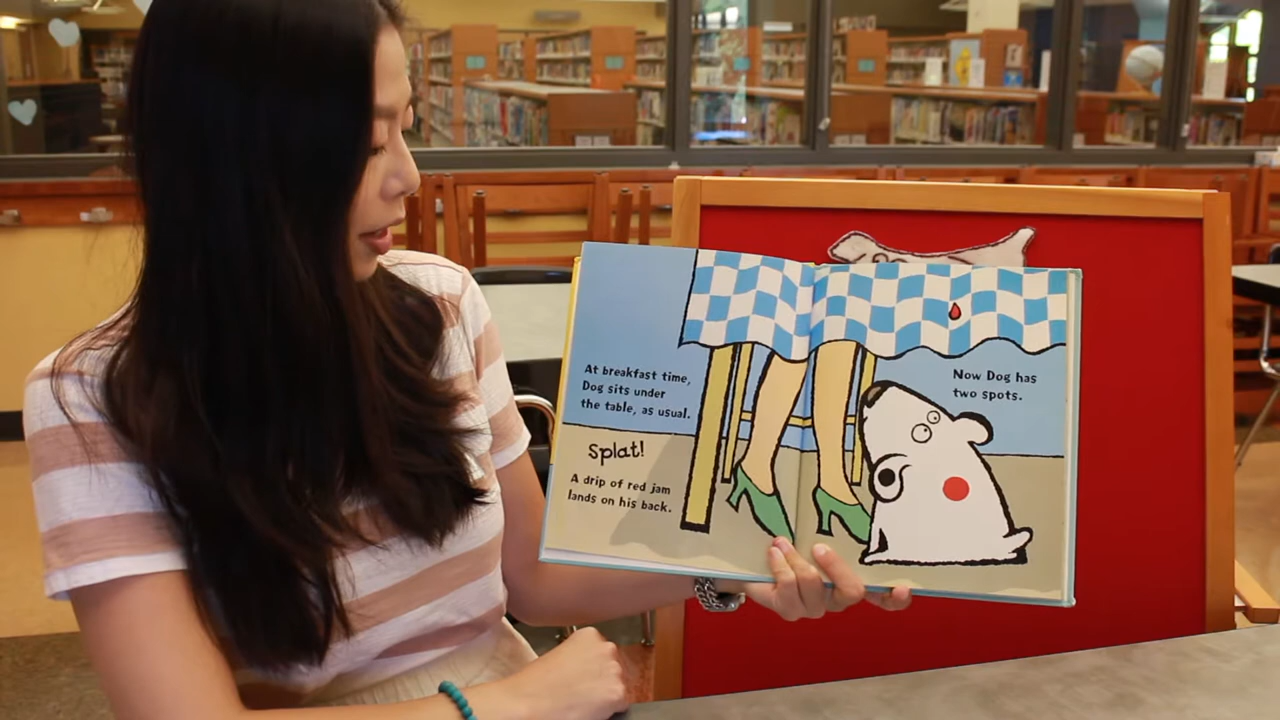 At breakfast time,
Dog sits under
the table, as usual.
Splat!
A drip of red jam
lands on his back.
Now Dog has
two spots.